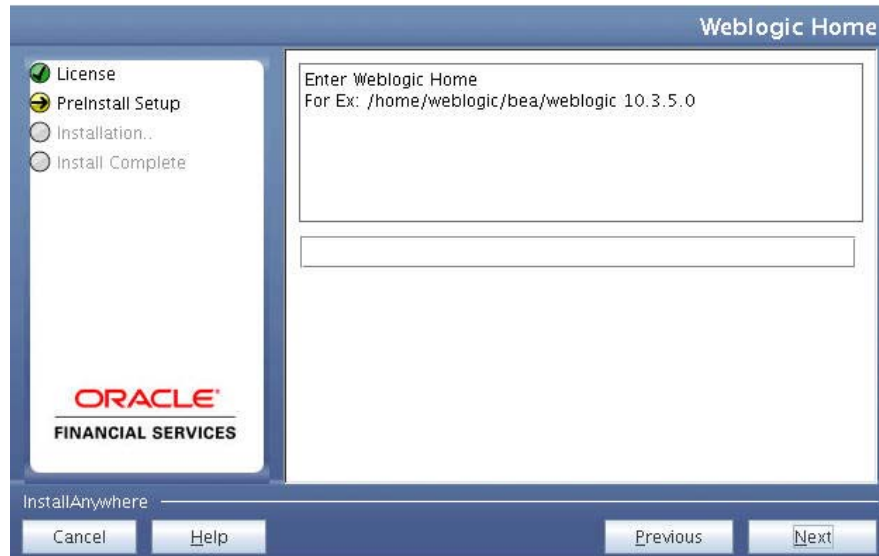 Weblogic Home
License
PreInstall Setup
Installation..
Install Complete
Enter Weblogic Home
For Ex: /home/weblogic/bea/weblogic 10.3.5.0
ORACLE
FINANCIAL SERVICES
InstallAnywhere
Cancel
Help
Previous
Next